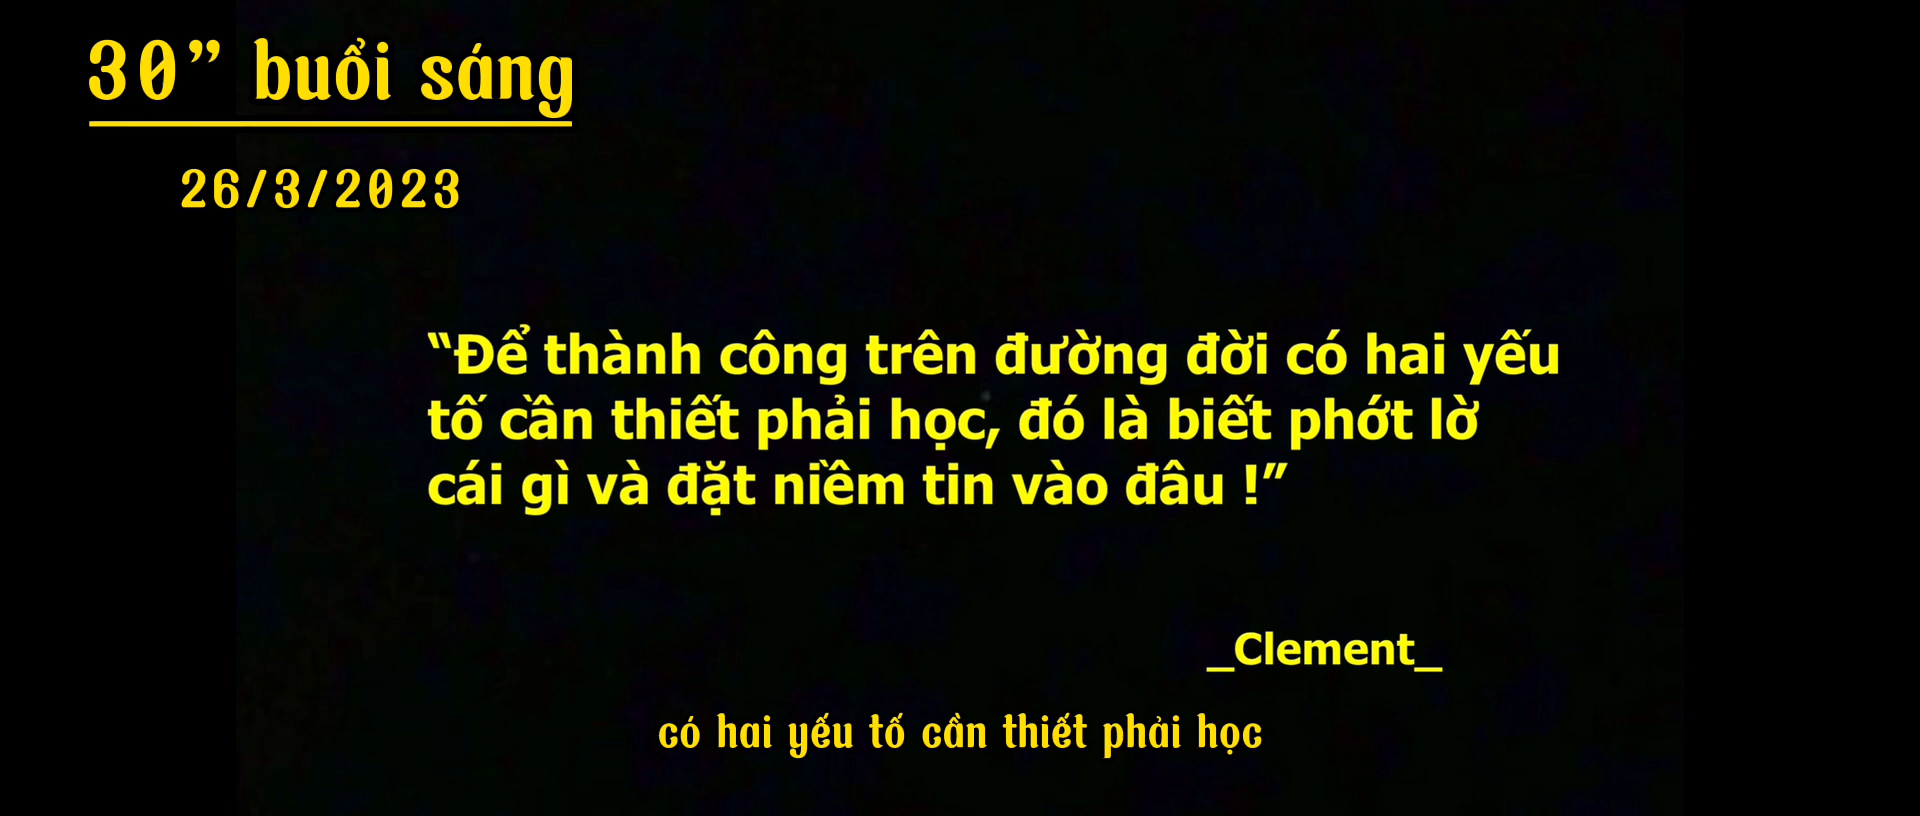 30” buổi sáng
26/3/2023
“Để thành công trên đường đời có hai yếu
tố cần thiết phải học, đó là biết phớt lờ
cái gì và đặt niềm tin vào đâu !”
_Clement_
có hai yếu tố cần thiết phải học